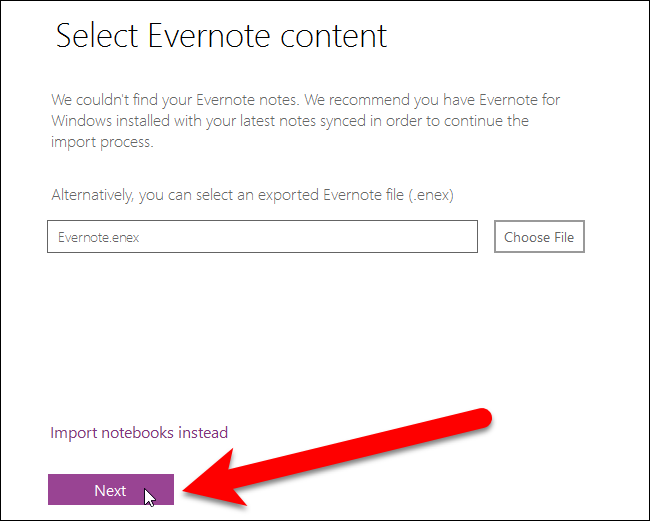 Select Evernote content
We couldn't find your Evernote notes. We recommend you have Evernote for
Windows installed with your latest notes synced in order to continue the
import process.
Alternatively, you can select an exported Evernote file (.enex)
Evernote.enex
Choose File
Import notebooks instead
Next